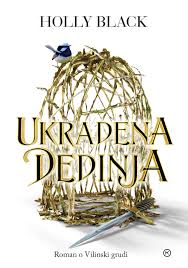 HOLLY BLACK
UKRADENA
DEDINJA
Roman o Vilinski grudi